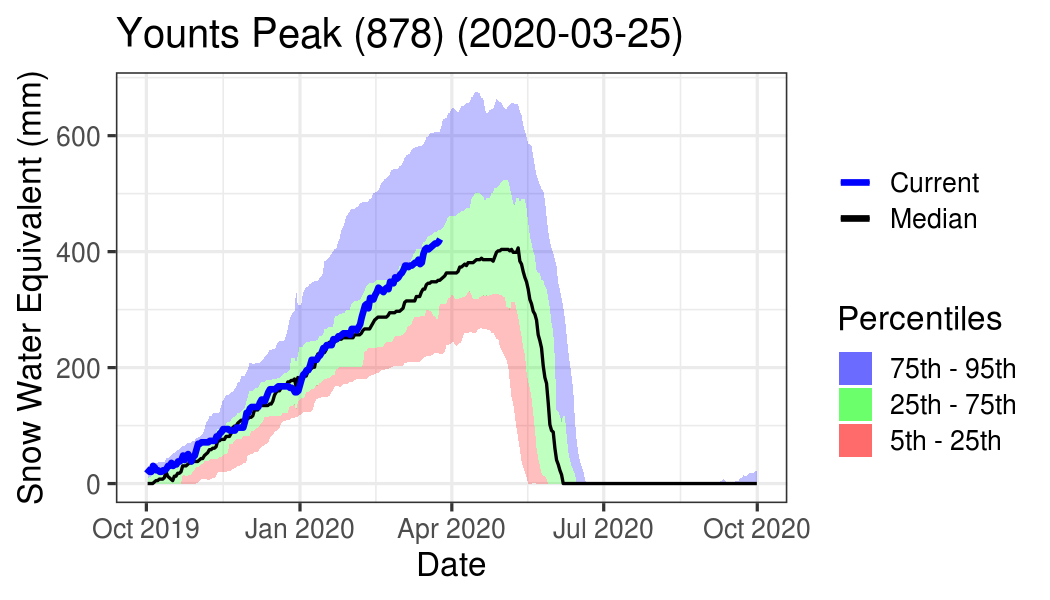 Younts Peak (878) (2020-03-25)
Snow Water Equivalent (mm)
600
400
200
0
Oct 2019
Jan 2020
Apr 2020
Jul 2020
Oct 2020
Date
Current
Median
Percentiles
75th - 95th
25th - 75th
5th - 25th